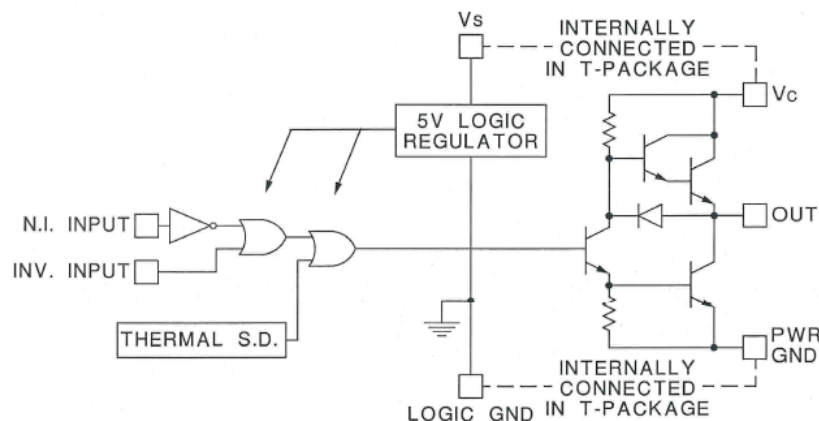 Vs
INTERNALLY
CONNECTED
IN T-PACKAGE
Vc
5V LOGIC
REGULATOR
N.I. INPUT
OUT
INV. INPUT
THERMAL S.D.
PWR
GND
INTERNALLY
CONNECTED
IN T-PACKAGE
LOGIC GND